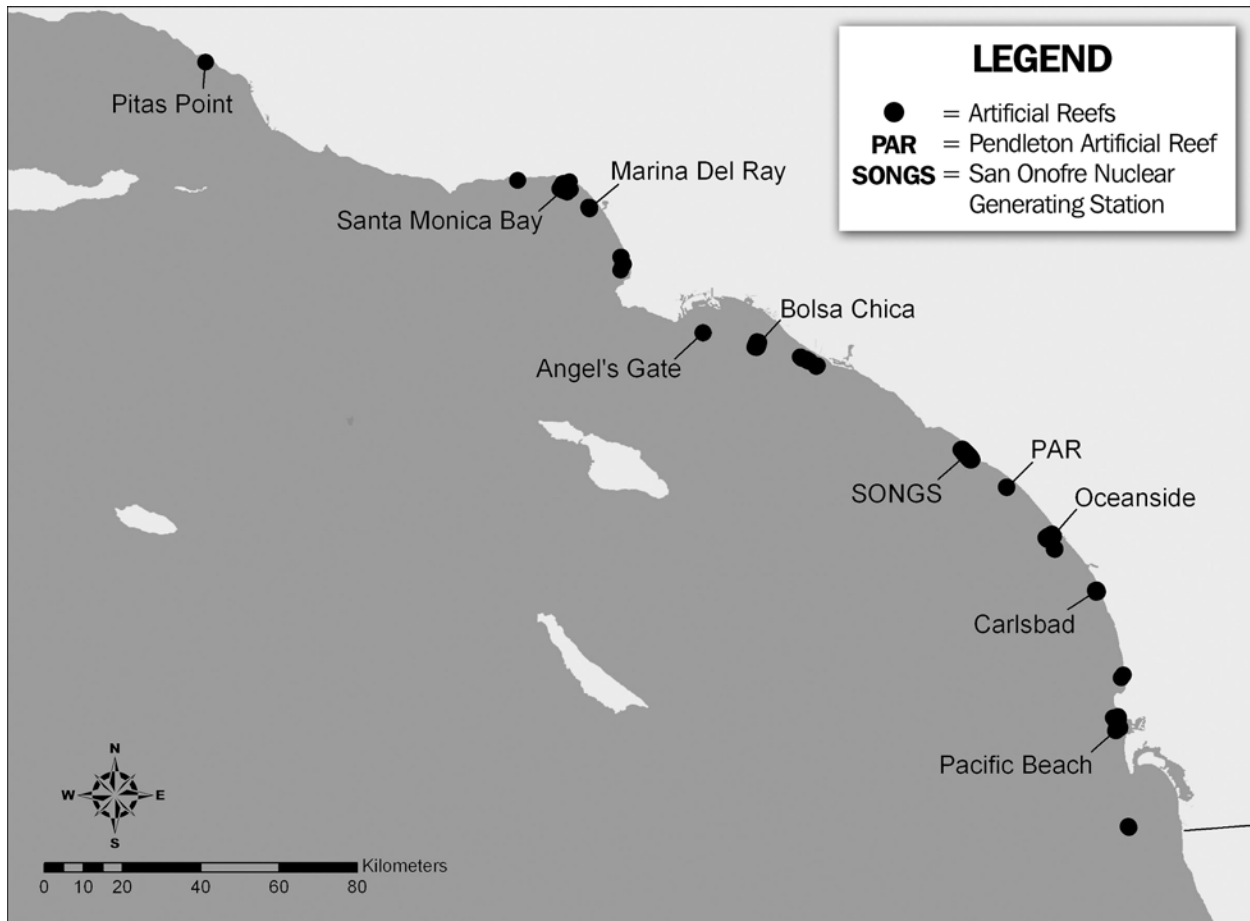 LEGEND
= Artificial Reefs
PAR = Pendleton Artificial Reef
SONGS = San Onofre Nuclear
Generating Station
Pitas Point
Marina Del Ray
Santa Monica Bay
Bolsa Chica
Angel's Gate
PAR
SONGS
Oceanside
Carlsbad
Pacific Beach
N
W E
S
Kilometers
0 10 20 40 60 80